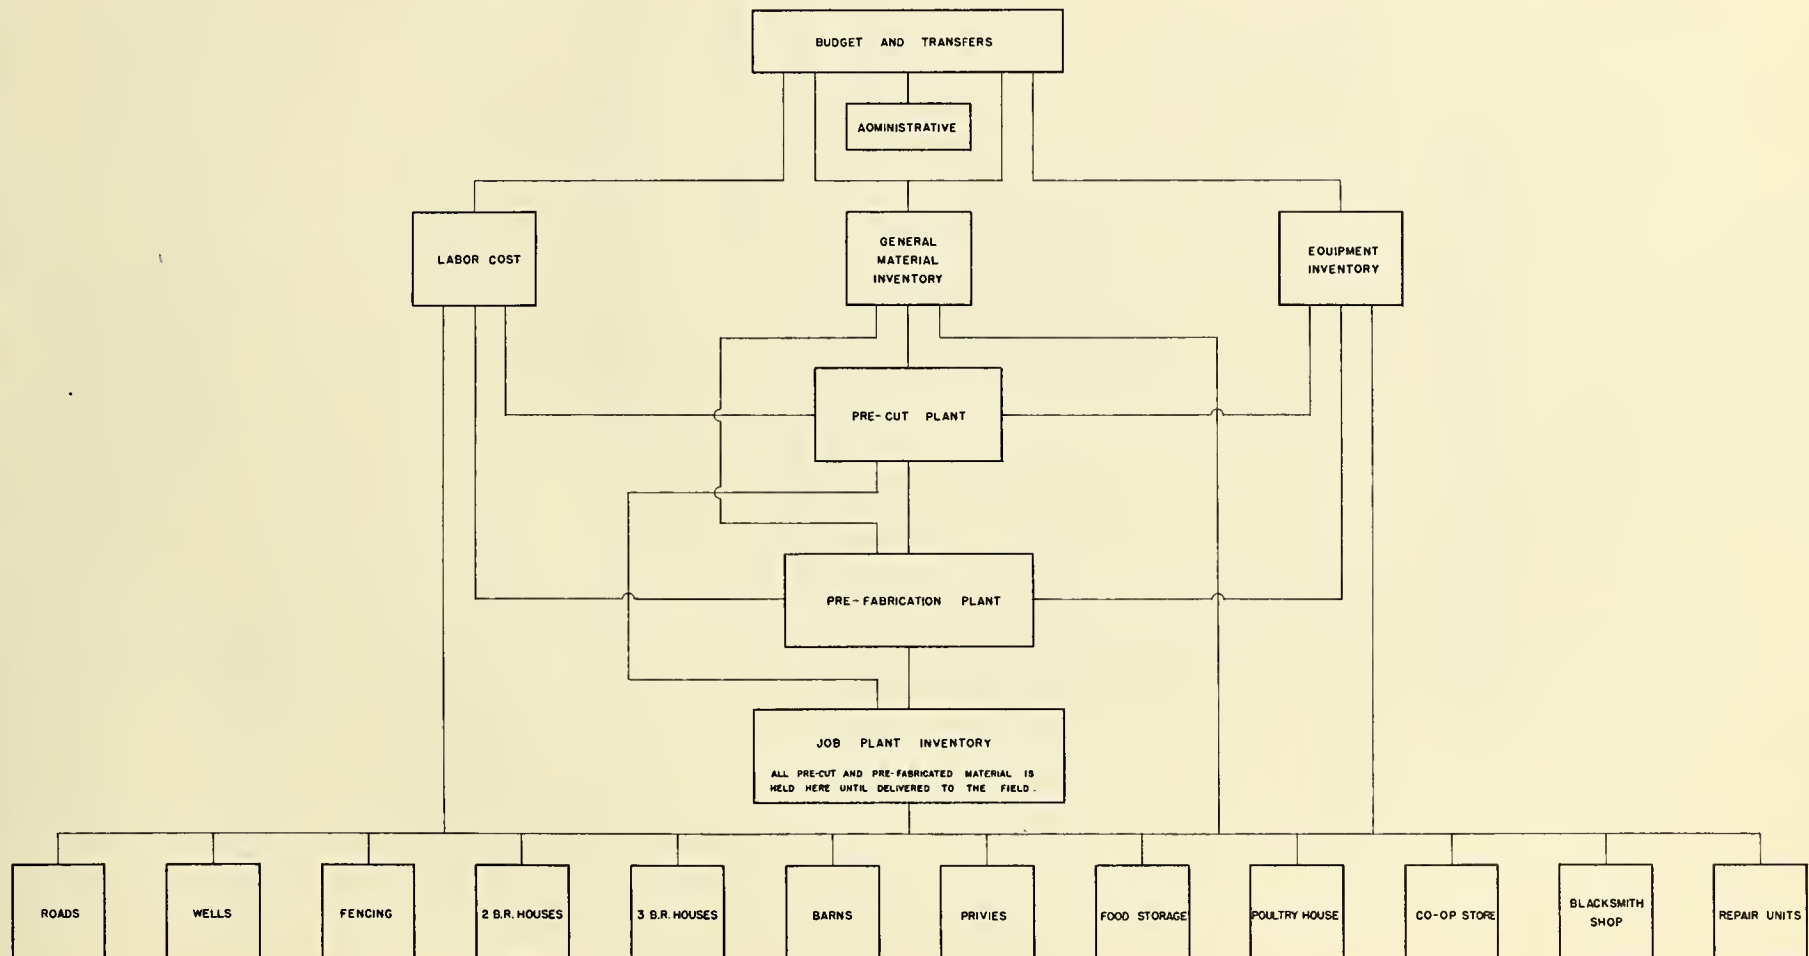 BUDGET AND TRANSFERS
AOMINISTRATIVE
LABOR COST
GENERAL
MATERIAL
INVENTORY
EQUIPMENT
INVENTORY
PRE-CUT PLANT
PRE-FABRICATION PLANT
JOB PLANT INVENTORY
ALL PRE-CUT AND PRE-FABRICATED MATERIAL IS
HELD HERE UNTIL DELIVERED TO THE FIELD.
ROADS
WELLS
FENCING
2 B.R. HOUSES
3 B.R. HOUSES
BARNS
PRIVIES
FOOD STORAGE
POULTRY HOUSE
CO-OP STORE
BLACKSMITH
SHOP
REPAIR UNITS